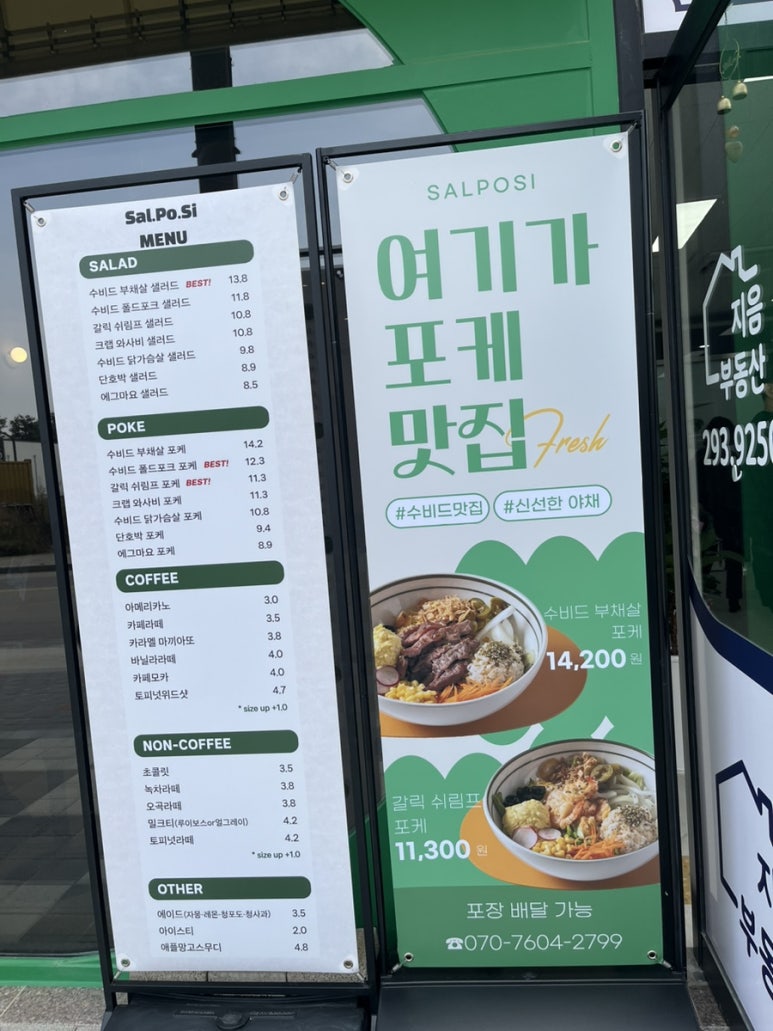 Sal.Po.Si
MENU
SALAD
수비드 부채살 샐러드 BEST! 13.8
수비드 폴드포크 샐러드 11.8
갈릭 쉬림프 샐러드 10.8
크랩 와사비 샐러드 10.8
수비드 닭가슴살 샐러드 9.8
단호박 샐러드 8.9
에그마요 샐러드 8.5
POKE
수비드 부채살 포케 14.2
수비드 폴드포크 포케 BEST! 12.3
갈릭 쉬림프 포케 BEST! 11.3
크랩 와사비 포케 11.3
수비드 닭가슴살 포케 10.8
단호박 포케 9.4
에그마요 포케 8.9
COFFEE
아메리카노 3.0
카페라떼 3.5
카라멜 마끼아또 3.8
바닐라라떼 4.0
카페모카 4.0
토피넛위드샷 4.7
* size up +1.0
NON-COFFEE
초콜릿 3.5
녹차라떼 3.8
오곡라떼 3.8
밀크티(루이보스or얼그레이) 4.2
토피넛라떼 4.2
* size up +1.0
OTHER
에이드(자몽·레몬·청포도·청사과) 3.5
아이스티 2.0
애플망고스무디 4.8
SALPOSI
여기가
포케
맛집 Fresh
#수비드맛집 #신선한 야채
수비드 부채살
포케
14,200 원
갈릭 쉬림프
포케
11,300 원
포장 배달 가능
☎070-7604-2799
지음
부동산
293.9250
지
부동